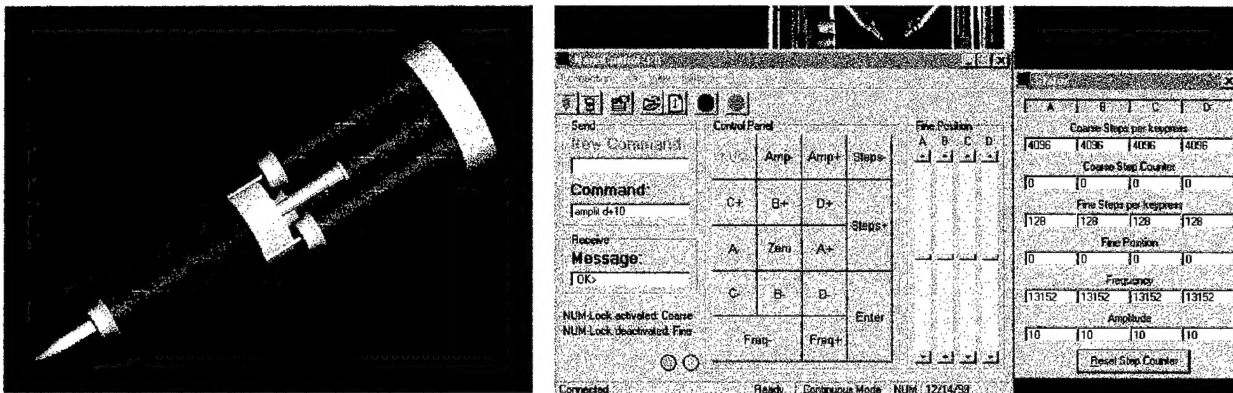 Send
Raw Command
Command:
amplit d+10
Receive
Message:
OK>
NUM-Lock activated: Coarse
NUM-Lock deactivated: Fine
Control Panel
Amp- Amp+ Steps-
C+ B+ D+ Steps+
A- Zero A+
C- B- D- Enter
Freq- Freq+
Fine Position
A B C D
Connected Ready Continuous Mode NUM 12/14/98
A B C D
Coarse Steps per keypress
4096 4096 4096 4096
Coarse Step Counter
0 0 0 0
Fine Steps per keypress
128 128 128 128
Fine Position
0 0 0 0
Frequency
13152 13152 13152 13152
Amplitude
10 10 10 10
Reset Step Counter